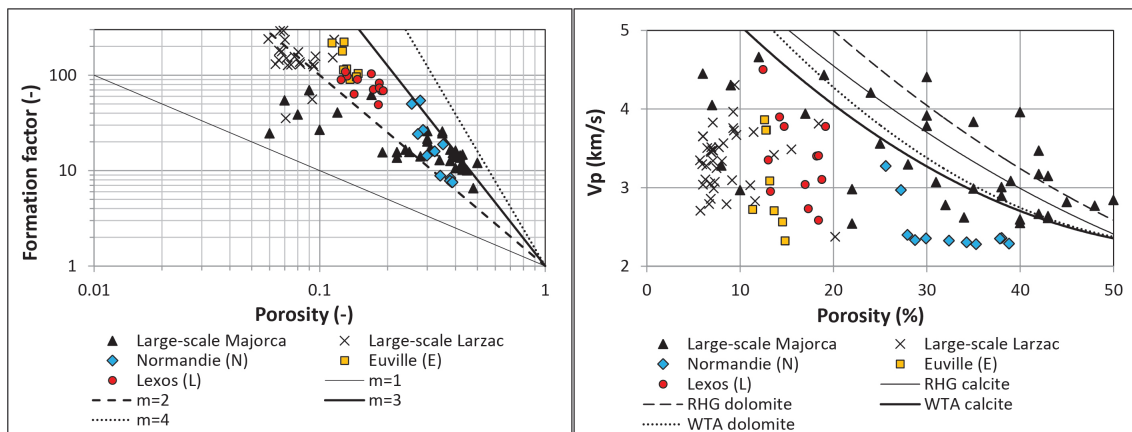 Formation factor (-)
100
10
1
0.01
0.1
1
Porosity (-)
Large-scale Majorca
Large-scale Larzac
Normandie (N)
Euville (E)
Lexos (L)
m=1
m=2
m=3
m=4
Vp (km/s)
5
4
3
2
0
10
20
30
40
50
Porosity (%)
Large-scale Majorca
Large-scale Larzac
Normandie (N)
Euville (E)
Lexos (L)
RHG calcite
RHG dolomite
WTA calcite
WTA dolomite